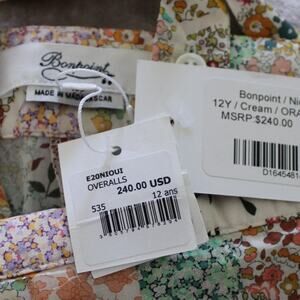 Bonpoint
MADE IN MADAGASCAR
E20NIOUI
OVERALLS
240.00 USD
535
12 ans
Bonpoint / Ni
12Y / Cream / ORA
MSRP:$240.00
D1645481